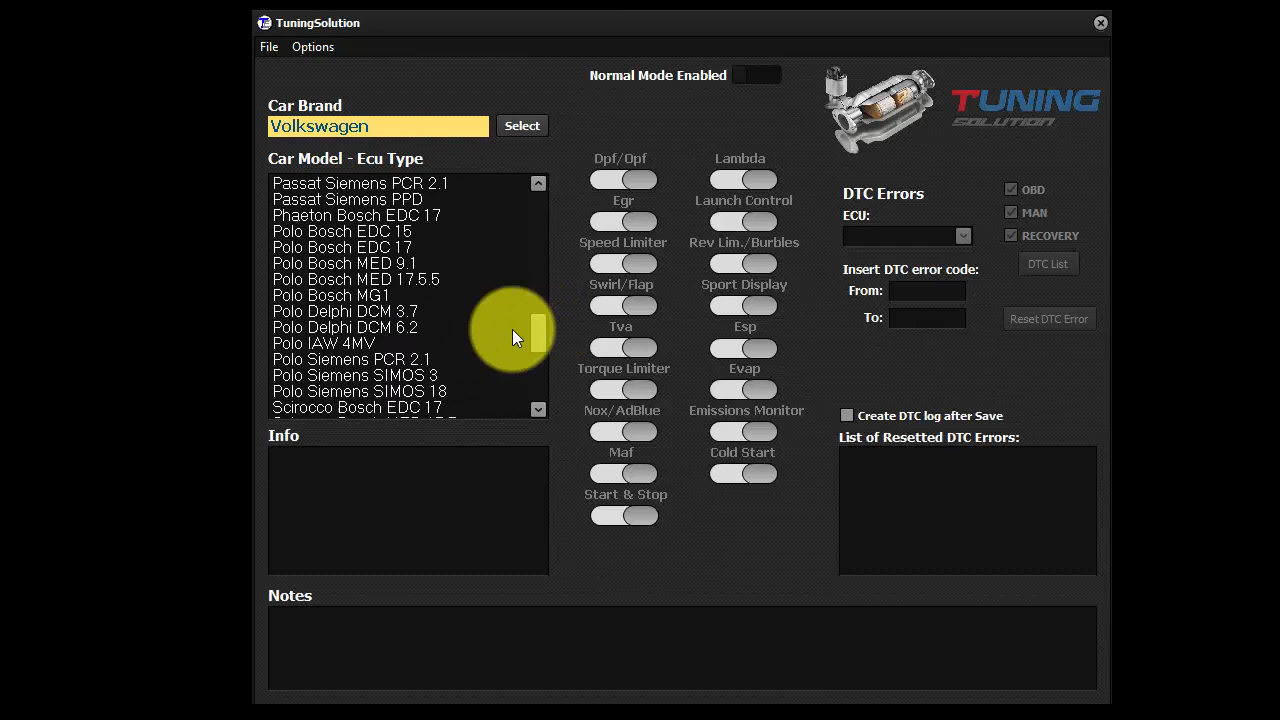 TuningSolution
File Options
Normal Mode Enabled
TUNING
SOLUTION
Car Brand
Volkswagen
Select
Car Model - Ecu Type
Passat Siemens PCR 2.1
Passat Siemens PPD
Phaeton Bosch EDC 17
Polo Bosch EDC 15
Polo Bosch EDC 17
Polo Bosch MED 9.1
Polo Bosch MED 17.5.5
Polo Bosch MG1
Polo Delphi DCM 3.7
Polo Delphi DCM 6.2
Polo IAW 4MV
Polo Siemens PCR 2.1
Polo Siemens SIMOS 3
Polo Siemens SIMOS 18
Scirocco Bosch EDC 17
Dpf/Opf Lambda
Egr Launch Control
Speed Limiter Rev Lim./Burbles
Swirl/Flap Sport Display
Tva Esp
Torque Limiter Evap
Nox/AdBlue Emissions Monitor
Maf Cold Start
Start & Stop
DTC Errors
ECU:
OBD
MAN
RECOVERY
DTC List
Insert DTC error code:
From:
To:
Reset DTC Error
Create DTC log after Save
List of Resetted DTC Errors:
Info
Notes